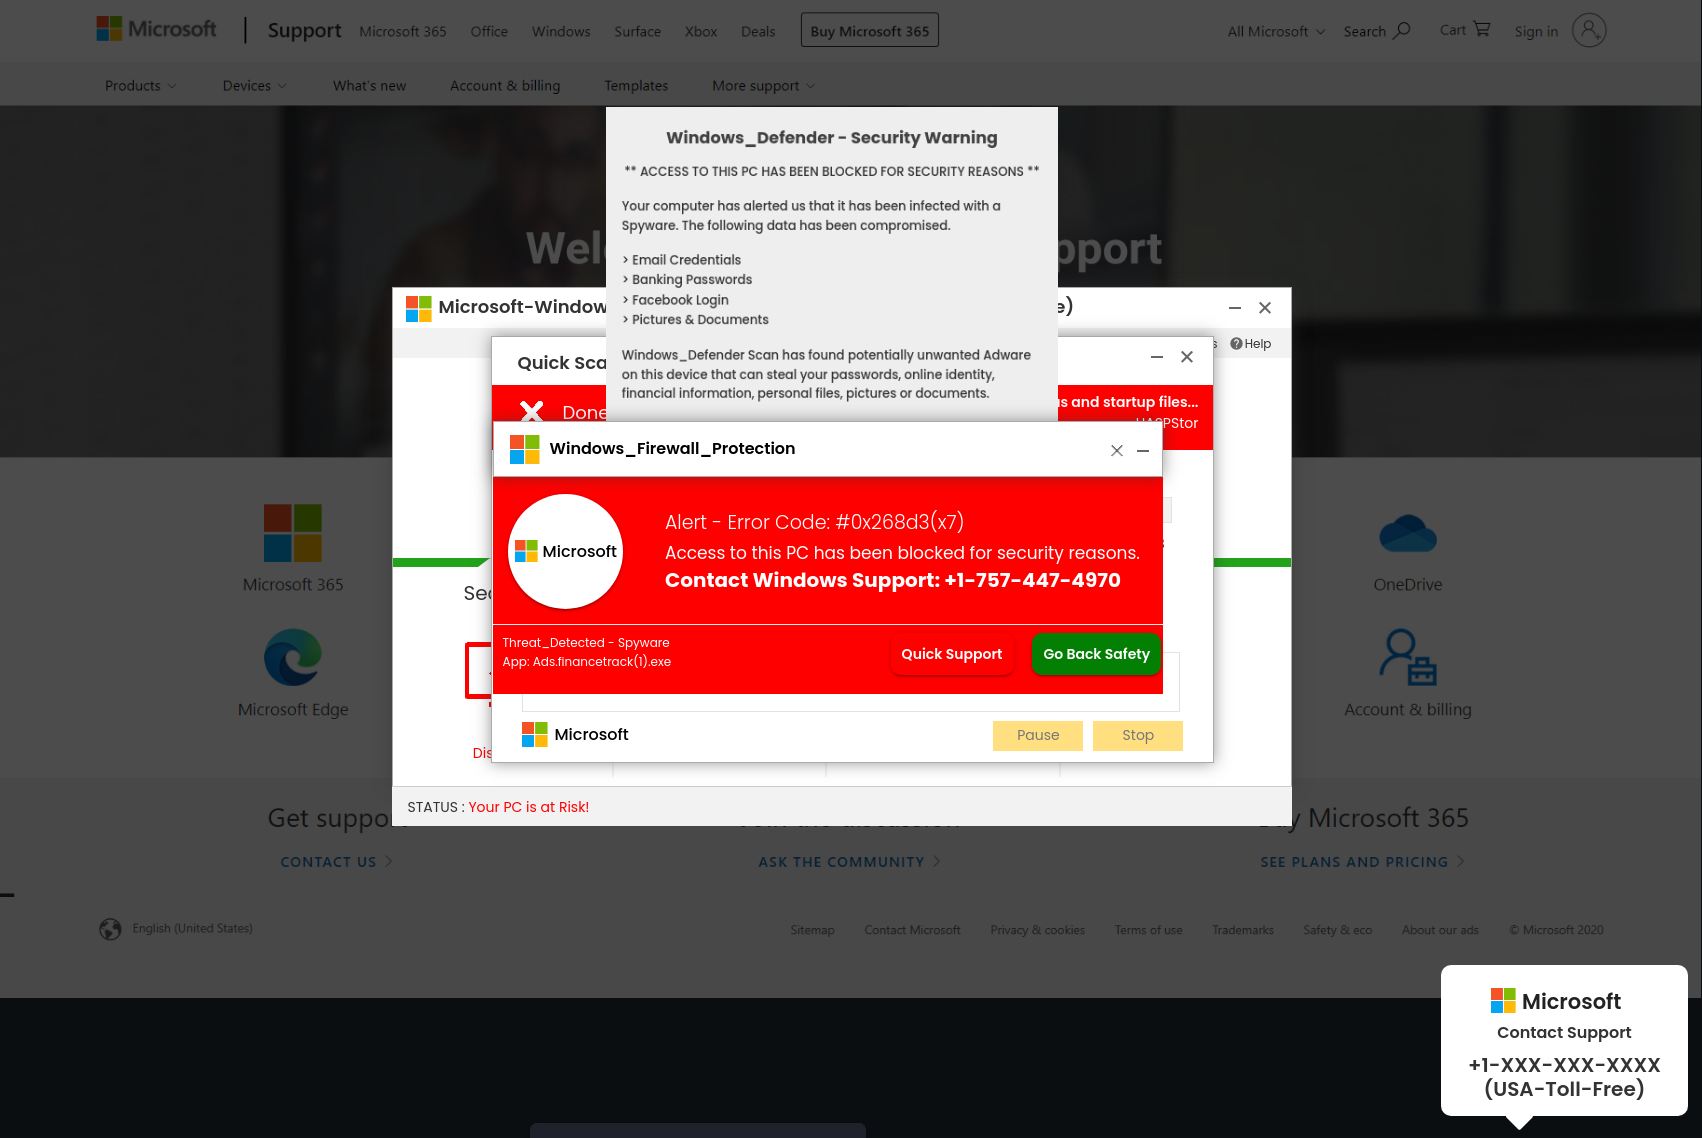 Microsoft
Support
Microsoft 365
Office
Windows
Surface
Xbox
Deals
Buy Microsoft 365
All Microsoft
Search
Cart
Sign in
Products
Devices
What's new
Account & billing
Templates
More support
Windows_Defender - Security Warning
** ACCESS TO THIS PC HAS BEEN BLOCKED FOR SECURITY REASONS **
Your computer has alerted us that it has been infected with a
Spyware. The following data has been compromised.
> Email Credentials
> Banking Passwords
> Facebook Login
> Pictures & Documents
Windows_Defender Scan has found potentially unwanted Adware
on this device that can steal your passwords, online identity,
financial information, personal files, pictures or documents.
Wel
pport
Microsoft-Window
e)
s
Help
Quick Sca
Done
us and startup files...
Windows_Firewall_Protection
Microsoft
Alert - Error Code: #0x268d3(x7)
Access to this PC has been blocked for security reasons.
Contact Windows Support: +1-757-447-4970
Threat_Detected - Spyware
App: Ads.financetrack(1).exe
Quick Support
Go Back Safety
Microsoft
Pause
Stop
Sec
Dis
STATUS : Your PC is at Risk!
Microsoft 365
Microsoft Edge
OneDrive
Account & billing
Get support
Microsoft 365
CONTACT US
ASK THE COMMUNITY
SEE PLANS AND PRICING
English (United States)
Sitemap
Contact Microsoft
Privacy & cookies
Terms of use
Trademarks
Safety & eco
About our ads
© Microsoft 2020
Microsoft
Contact Support
+1-XXX-XXX-XXXX
(USA-Toll-Free)